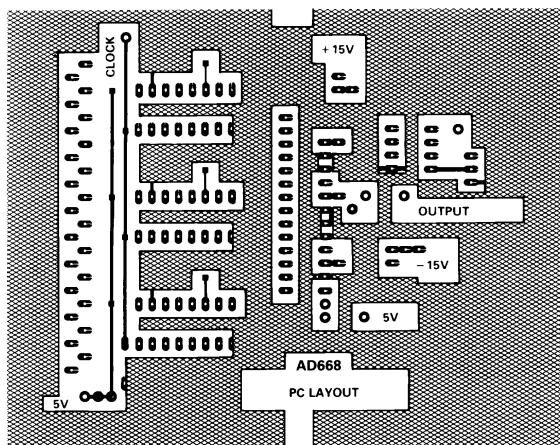 + 15V
CLOCK
OUTPUT
– 15V
5V
AD668
PC LAYOUT
5V